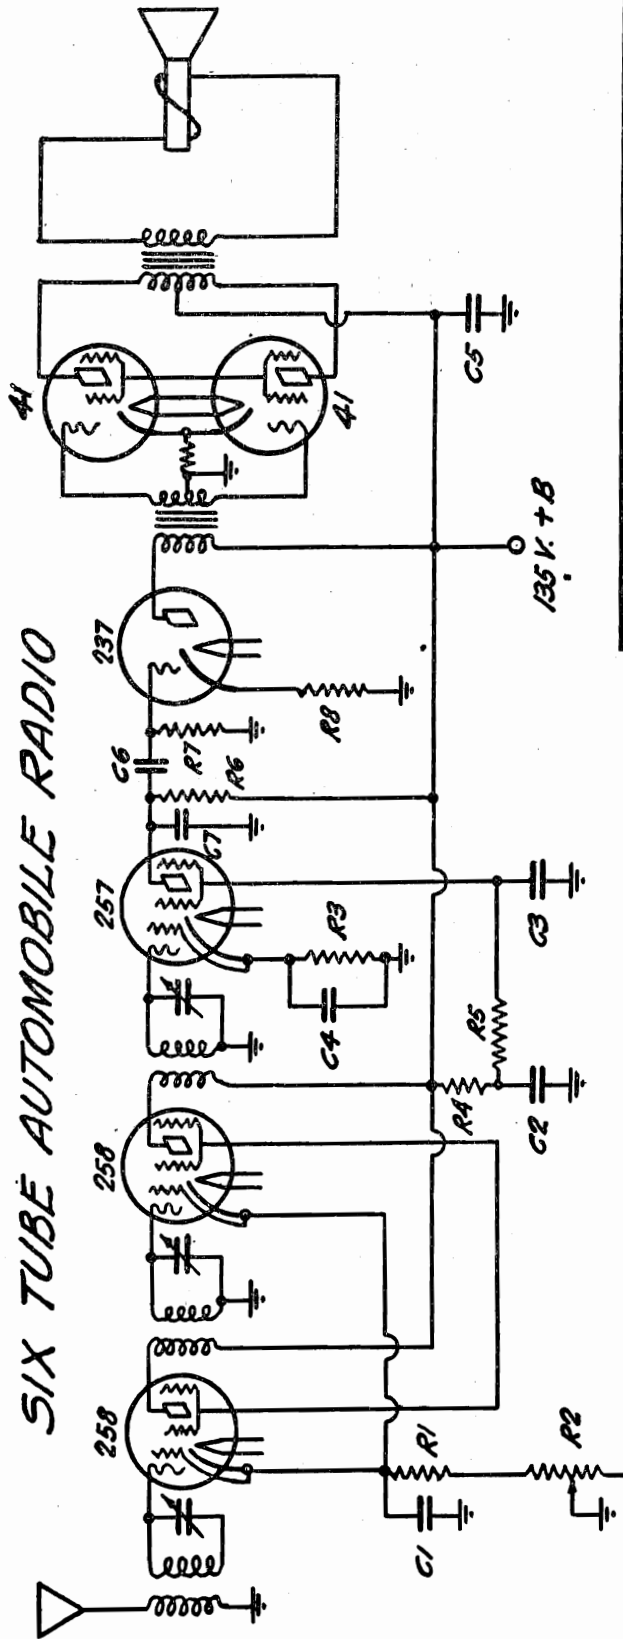 SIX TUBE AUTOMOBILE RADIO
258
258
257
237
41
41
C6
R7
R6
C7
R8
R3
C4
R5
R4
C2
C3
C5
135 V. + B
R1
C1
R2